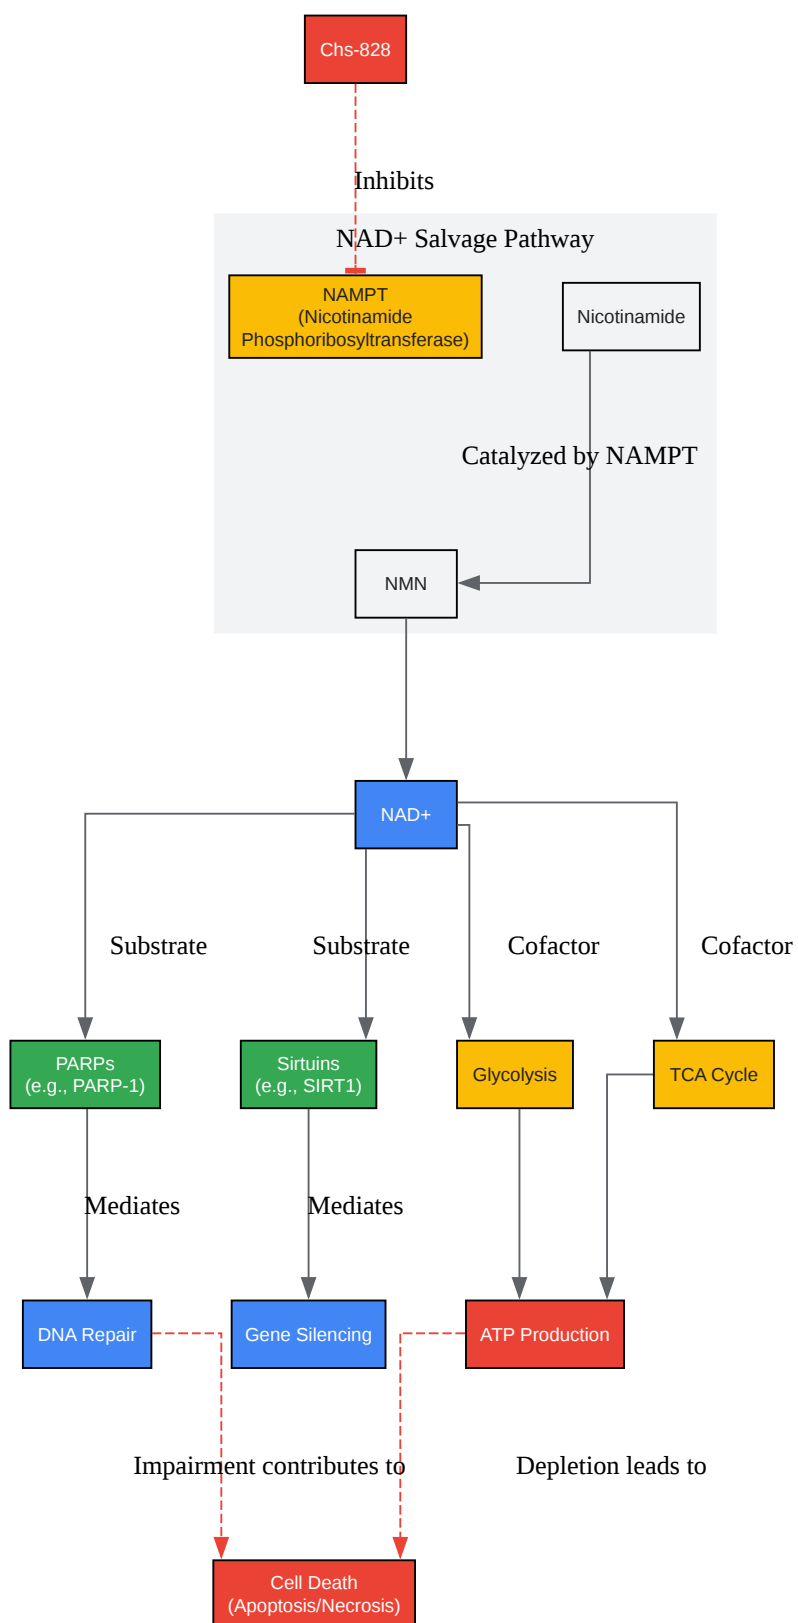 Chs-828
Inhibits
NAD+ Salvage Pathway
NAMPT
(Nicotinamide
Phosphoribosyltransferase)
Nicotinamide
Catalyzed by NAMPT
NMN
NAD+
Substrate
Substrate
Cofactor
Cofactor
PARPs
(e.g., PARP-1)
Sirtuins
(e.g., SIRT1)
Glycolysis
TCA Cycle
Mediates
Mediates
DNA Repair
Gene Silencing
ATP Production
Impairment contributes to
Depletion leads to
Cell Death
(Apoptosis/Necrosis)